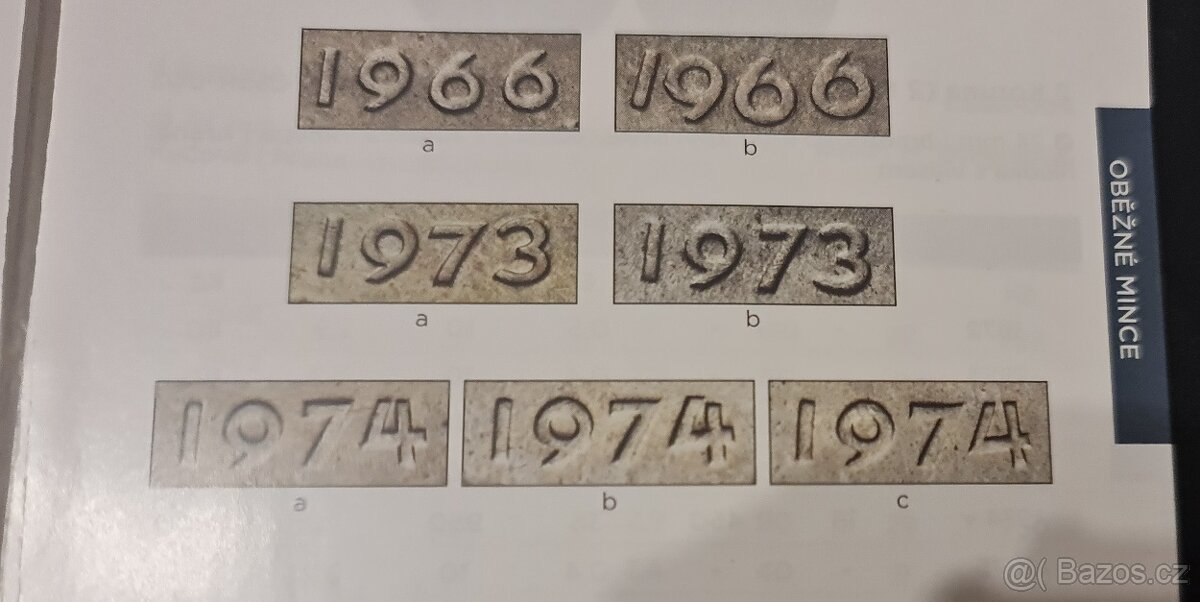 1966 1966
a b
1973 1973
a b
1974 1974 1974
a b c
OBĚŽNÉ MINCE
@( Bazos.cz